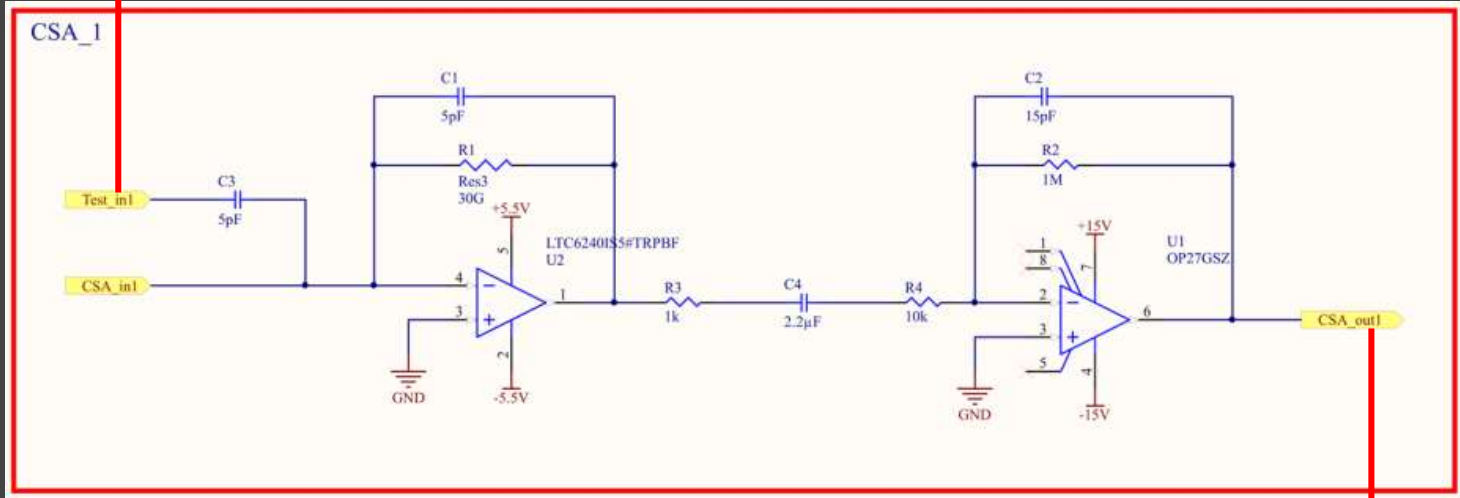 CSA_1
C1
5pF
R1
Res3
30G
Test_in1
C3
5pF
CSA_in1
+5.5V
5
LTC6240IS5#TRPBF
U2
4
3
1
2
-5.5V
GND
R3
1k
C4
2.2µF
R4
10k
C2
15pF
R2
1M
+15V
U1
OP27GSZ
1
8
7
2
3
6
5
4
-15V
GND
CSA_out1